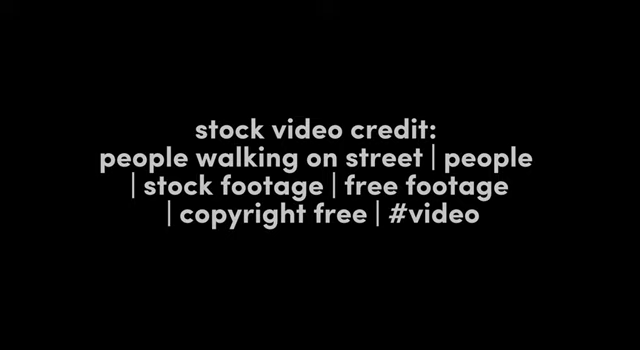 stock video credit:
people walking on street | people
| stock footage | free footage
| copyright free | #video